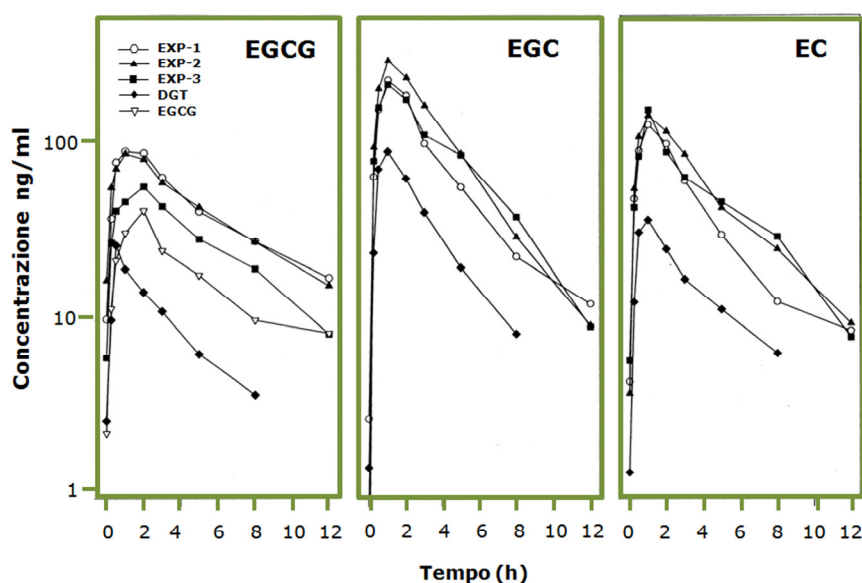 EGCG
EXP-1
EXP-2
EXP-3
DGT
EGCG
EGC
EC
Concentrazione ng/ml
100
10
1
0 2 4 6 8 10 12
0 2 4 6 8 10 12
0 2 4 6 8 10 12
Tempo (h)